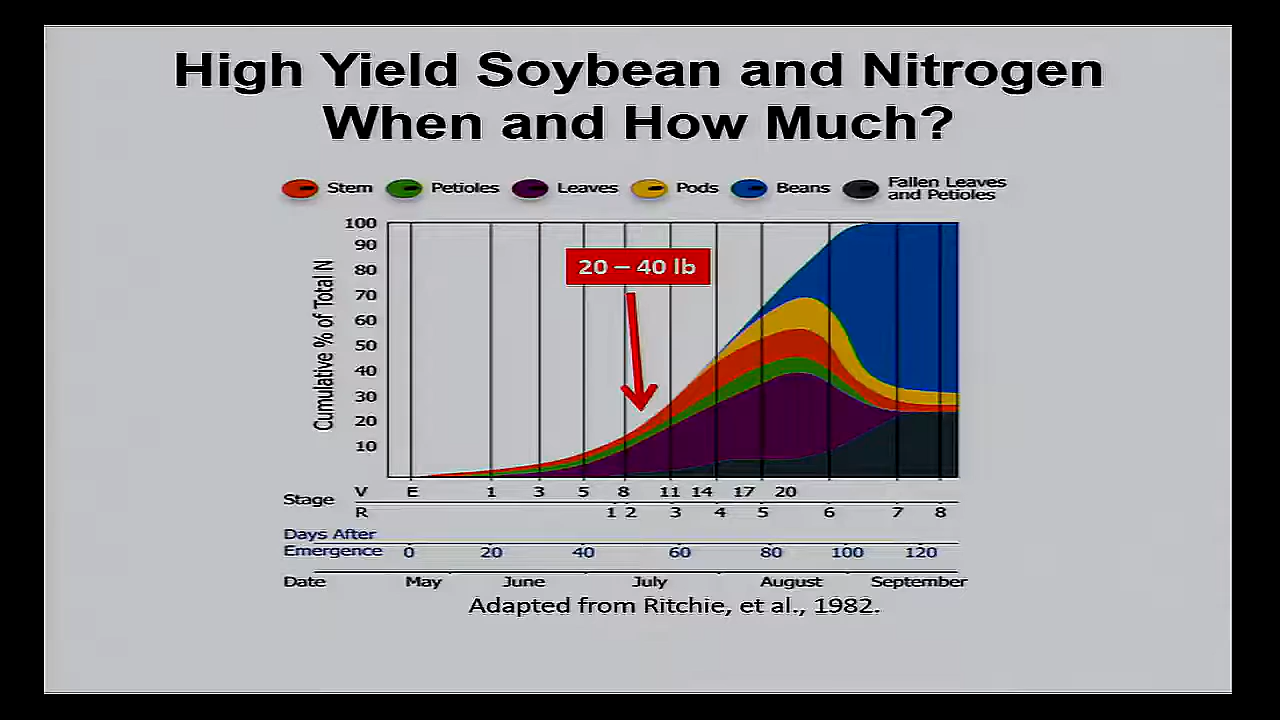 High Yield Soybean and Nitrogen
When and How Much?
Stem Petioles Leaves Pods Beans Fallen Leaves and Petioles
Cumulative % of Total N
100
90
80
70
60
50
40
30
20
10
20 – 40 lb
Stage
V E 1 3 5 8 11 14 17 20
R 1 2 3 4 5 6 7 8
Days After
Emergence 0 20 40 60 80 100 120
Date May June July August September
Adapted from Ritchie, et al., 1982.